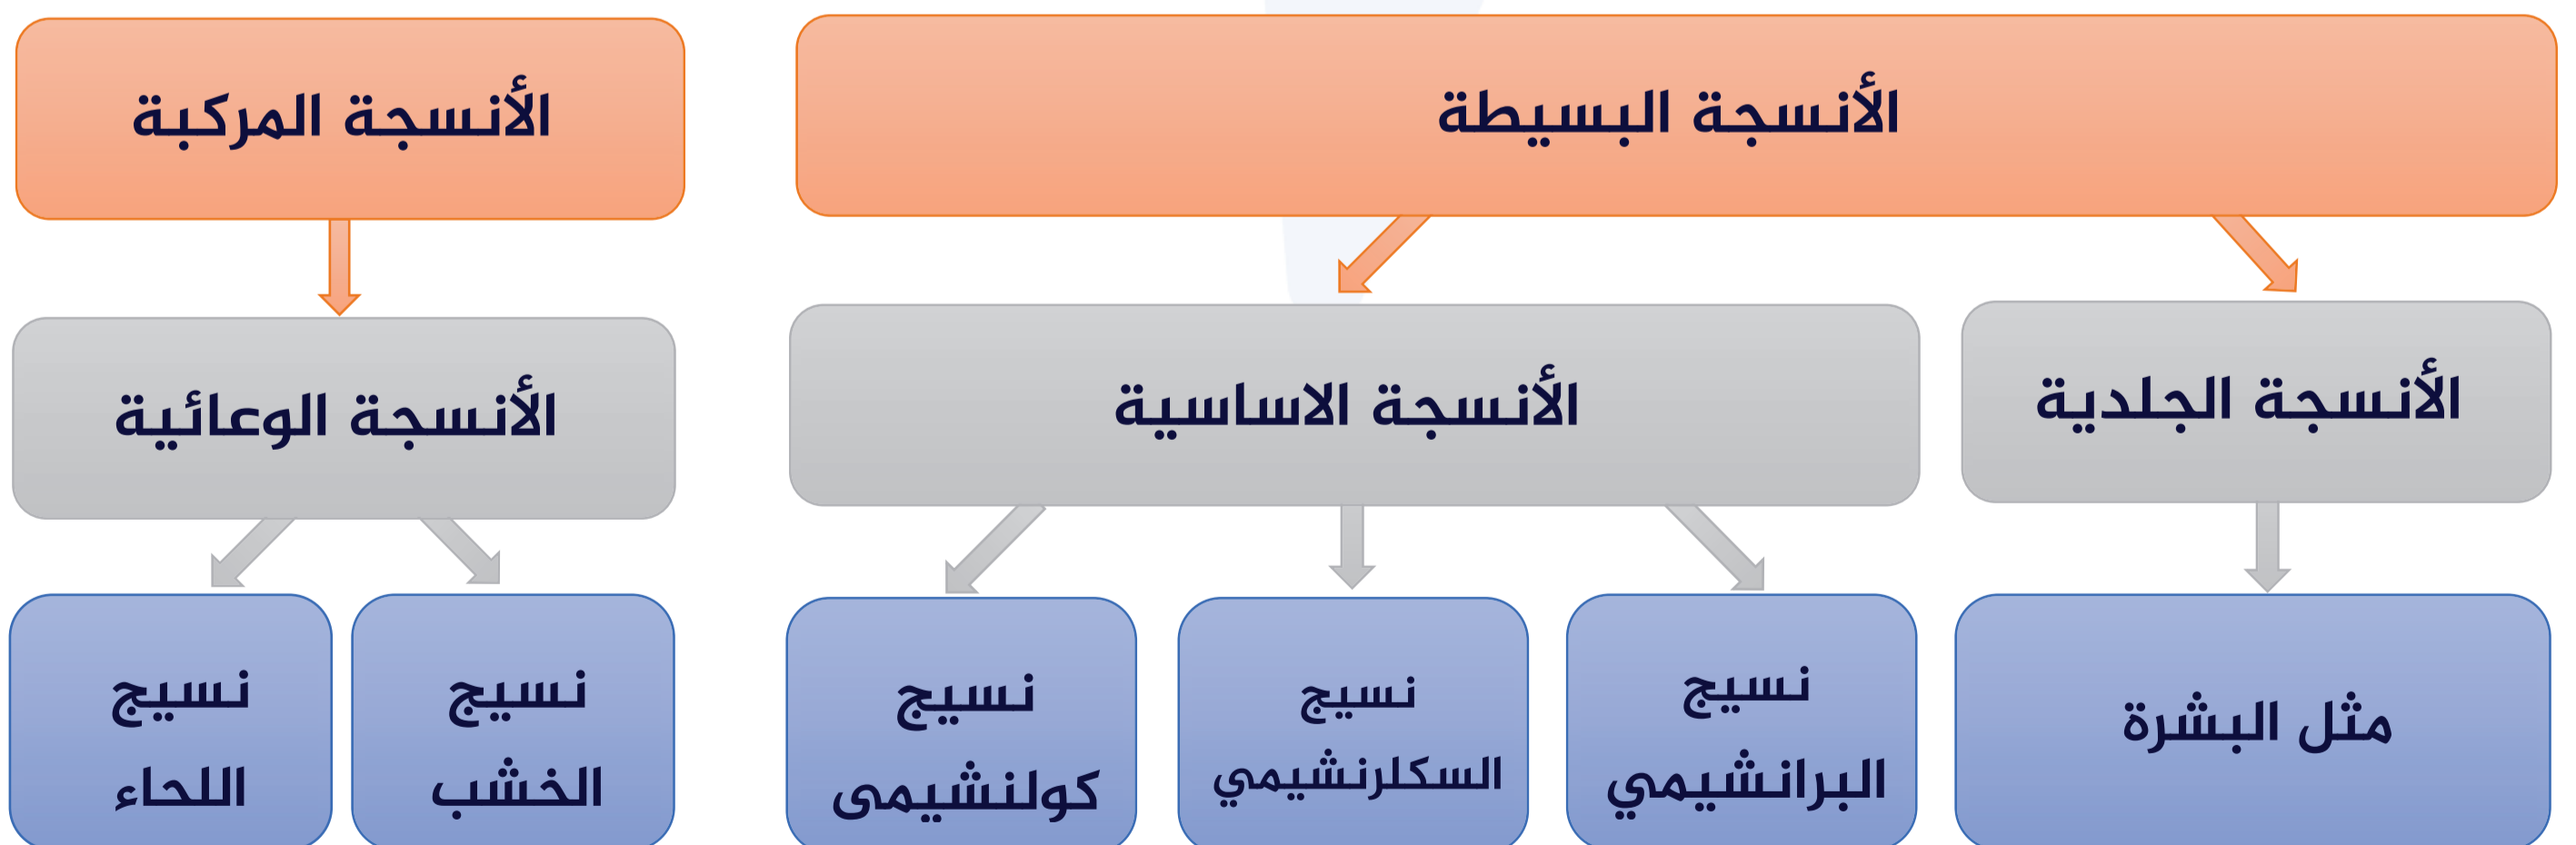 الأنسجة البسيطة
الأنسجة المركبة
الأنسجة الجلدية
الأنسجة الاساسية
الأنسجة الوعائية
مثل البشرة
نسيج
البرانشيمي
نسيج
السكلرنشيمي
نسيج
كولنشيمى
نسيج
الخشب
نسيج
اللحاء